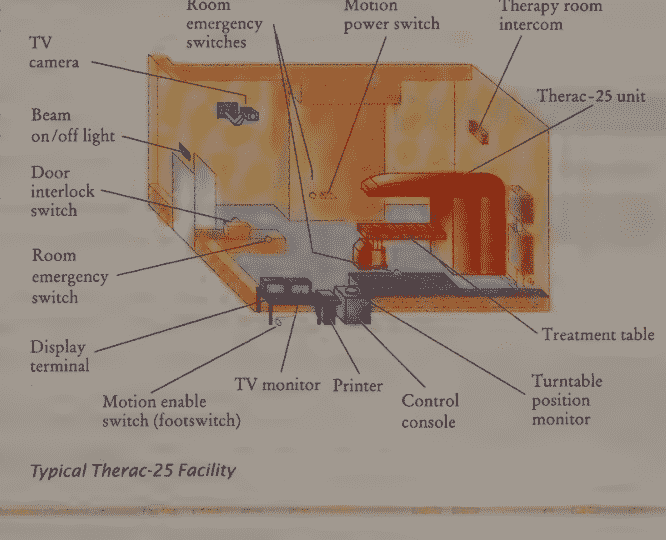 Room
emergency
switches
Motion
power switch
Therapy room
intercom
TV
camera
Therac-25 unit
Beam
on/off light
Door
interlock
switch
Room
emergency
switch
Treatment table
Display
terminal
TV monitor
Printer
Turntable
position
monitor
Motion enable
switch (footswitch)
Control
console
Typical Therac-25 Facility